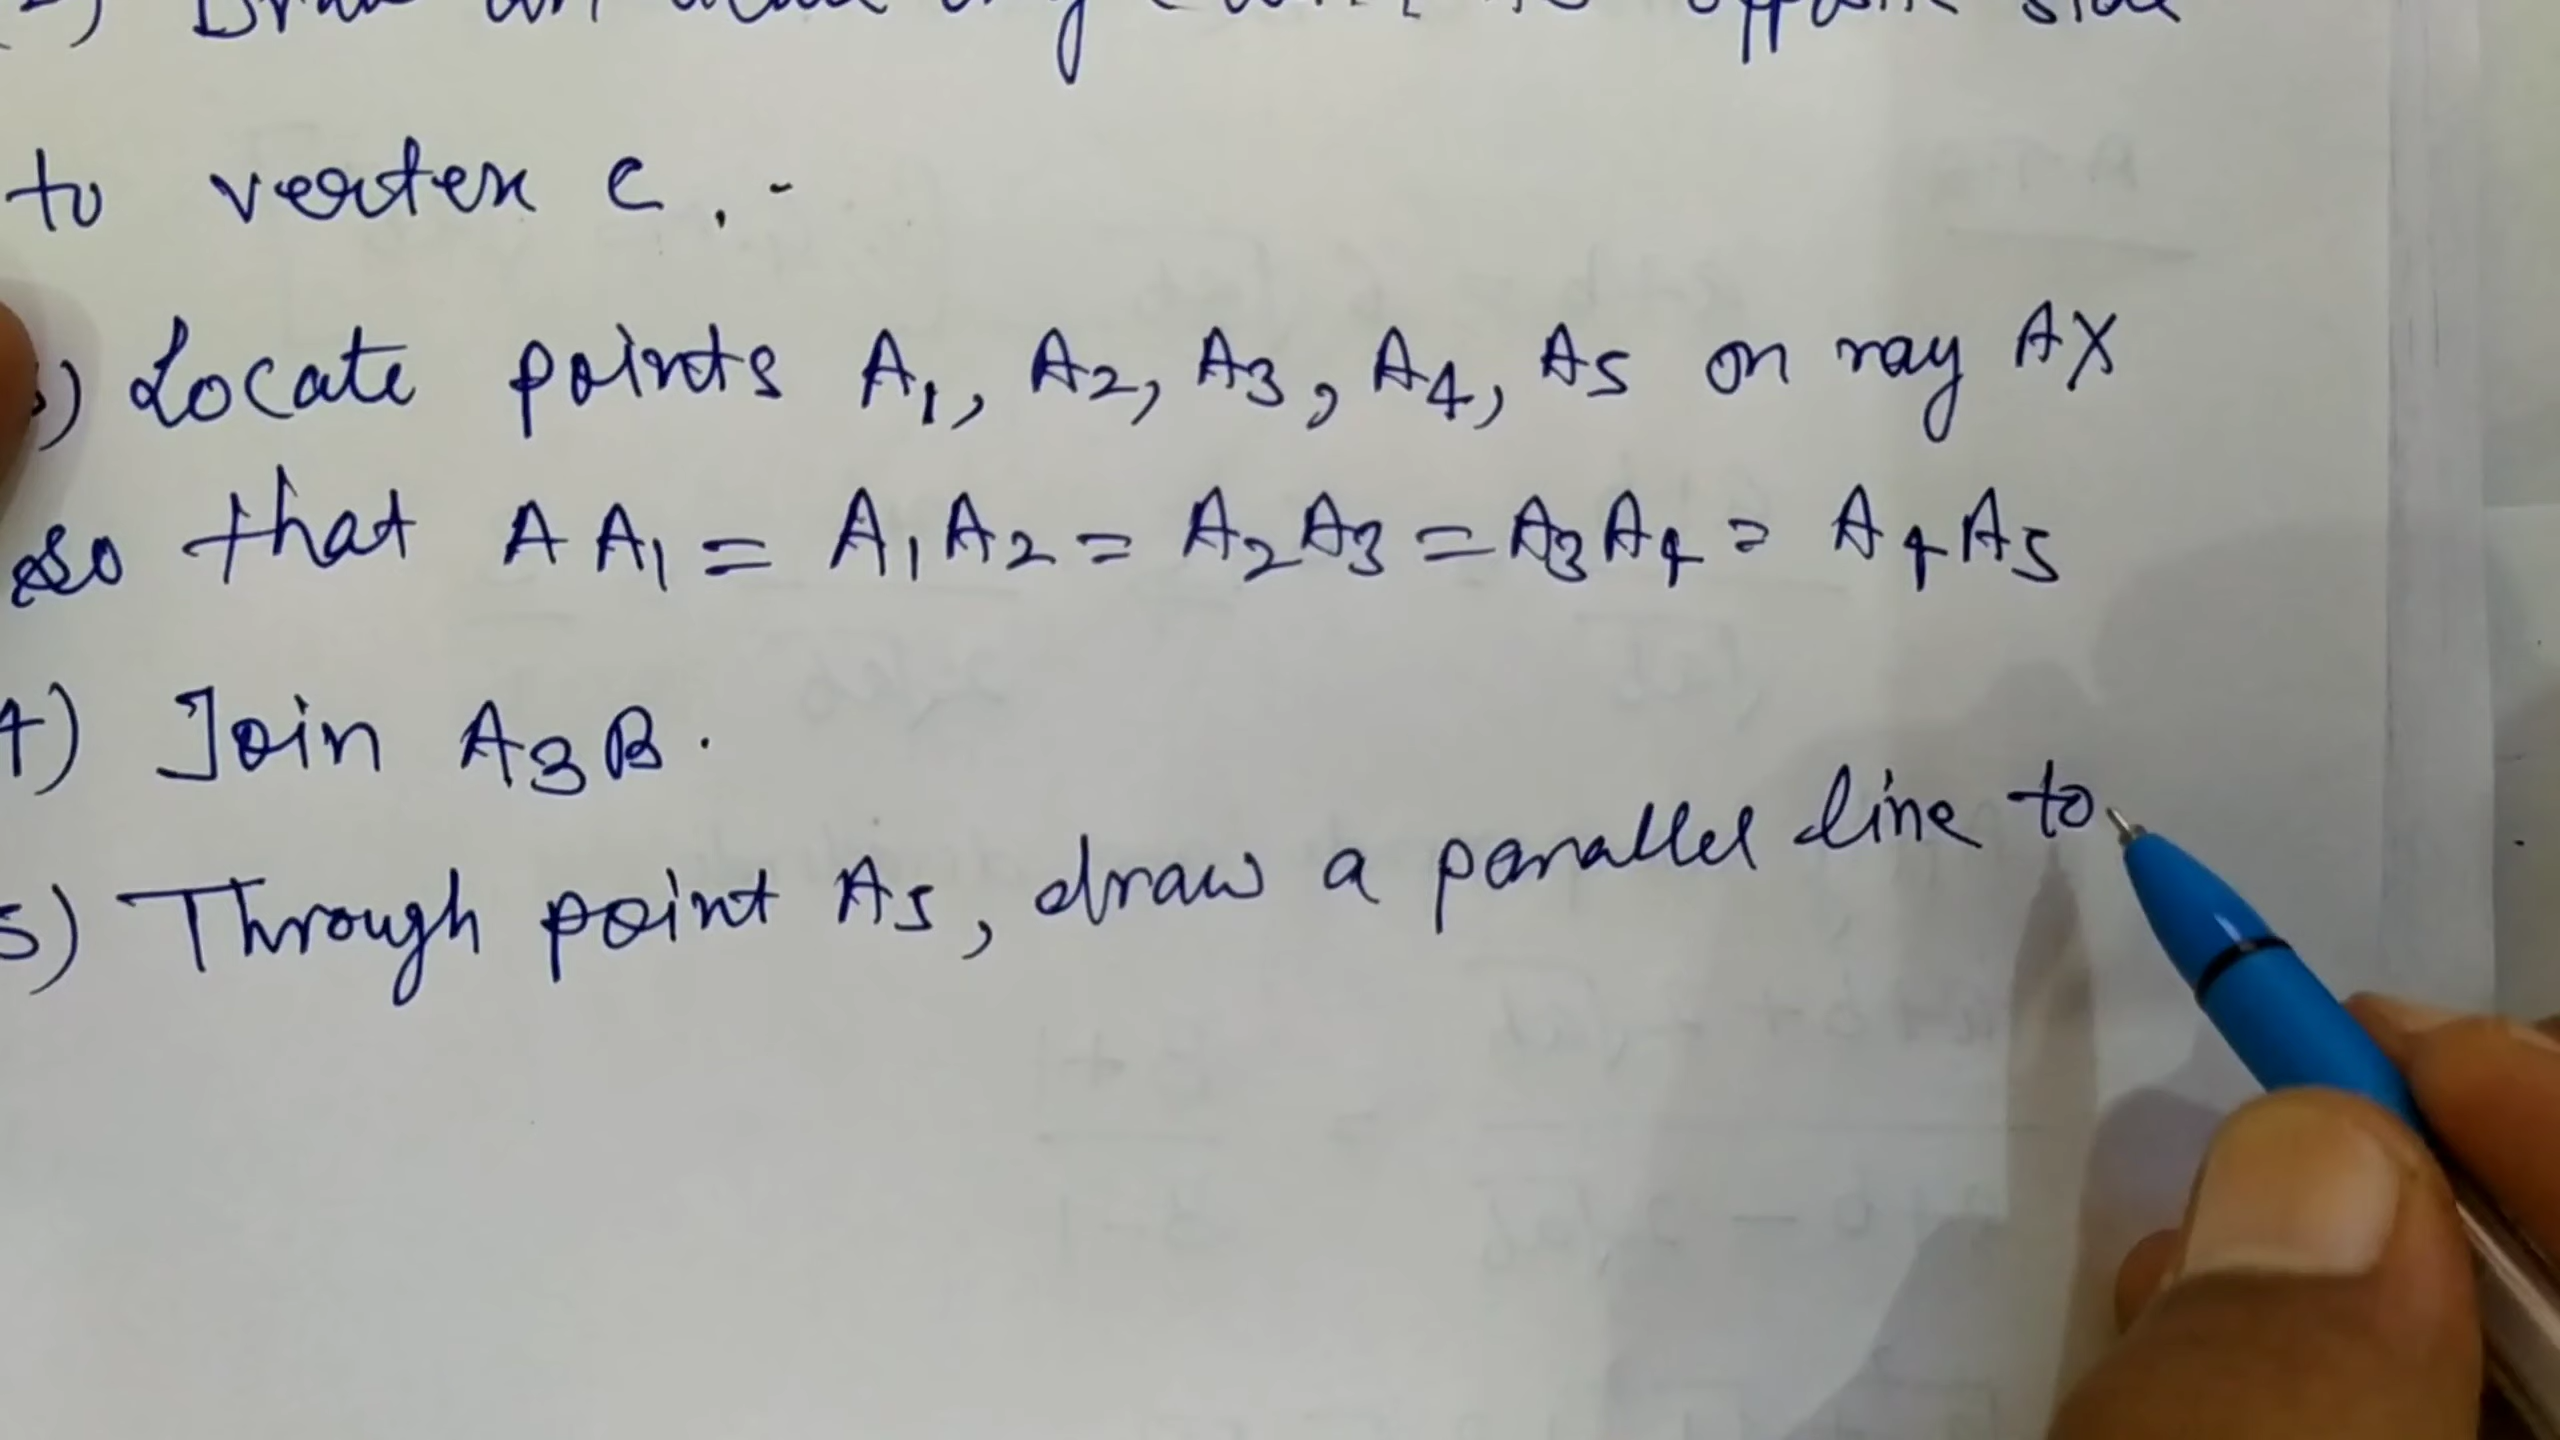 to vertex C.
) Locate points A1, A2, A3, A4, A5 on ray AX
so that AA1 = A1A2 = A2A3 = A3A4 = A4A5
4) Join A3B.
5) Through point A5, draw a parallel line to